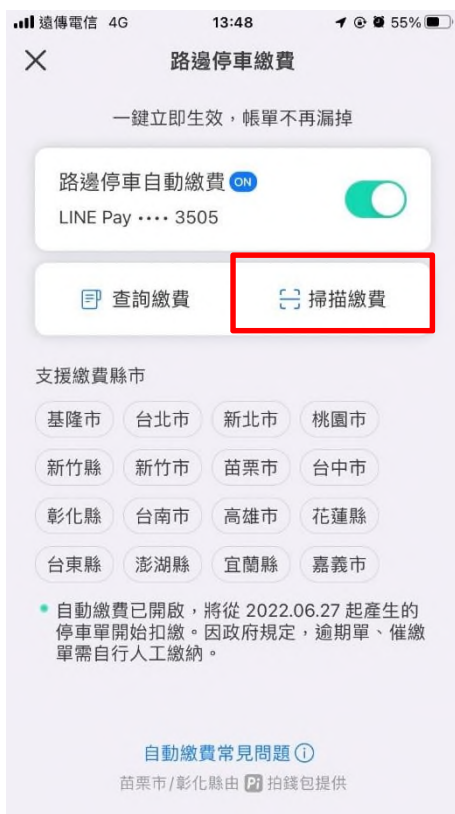 遠傳電信 4G 13:48 55%
路邊停車繳費
一鍵立即生效，帳單不再漏掉
路邊停車自動繳費 ON
LINE Pay •••• 3505
查詢繳費 掃描繳費
支援繳費縣市
基隆市 台北市 新北市 桃園市
新竹縣 新竹市 苗栗市 台中市
彰化縣 台南市 高雄市 花蓮縣
台東縣 澎湖縣 宜蘭縣 嘉義市
自動繳費已開啟，將從 2022.06.27 起產生的
停車單開始扣繳。因政府規定，逾期單、催繳
單需自行人工繳納。
自動繳費常見問題
苗栗市/彰化縣由 Pi 拍錢包提供